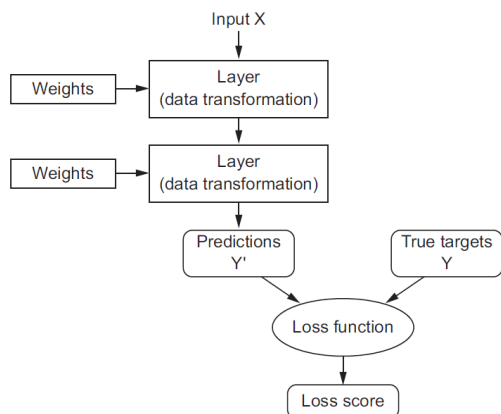 Input X
Weights
Layer
(data transformation)
Weights
Layer
(data transformation)
Predictions
Y'
True targets
Y
Loss function
Loss score